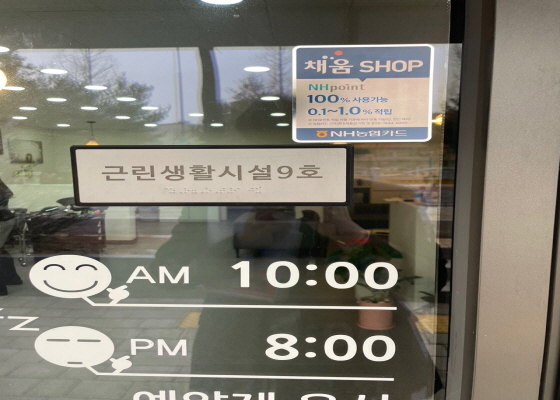 채움 SHOP
NHpoint
100% 사용가능
0.1~1.0% 적립
NH농협카드
근린생활시설9호
AM 10:00
PM 8:00